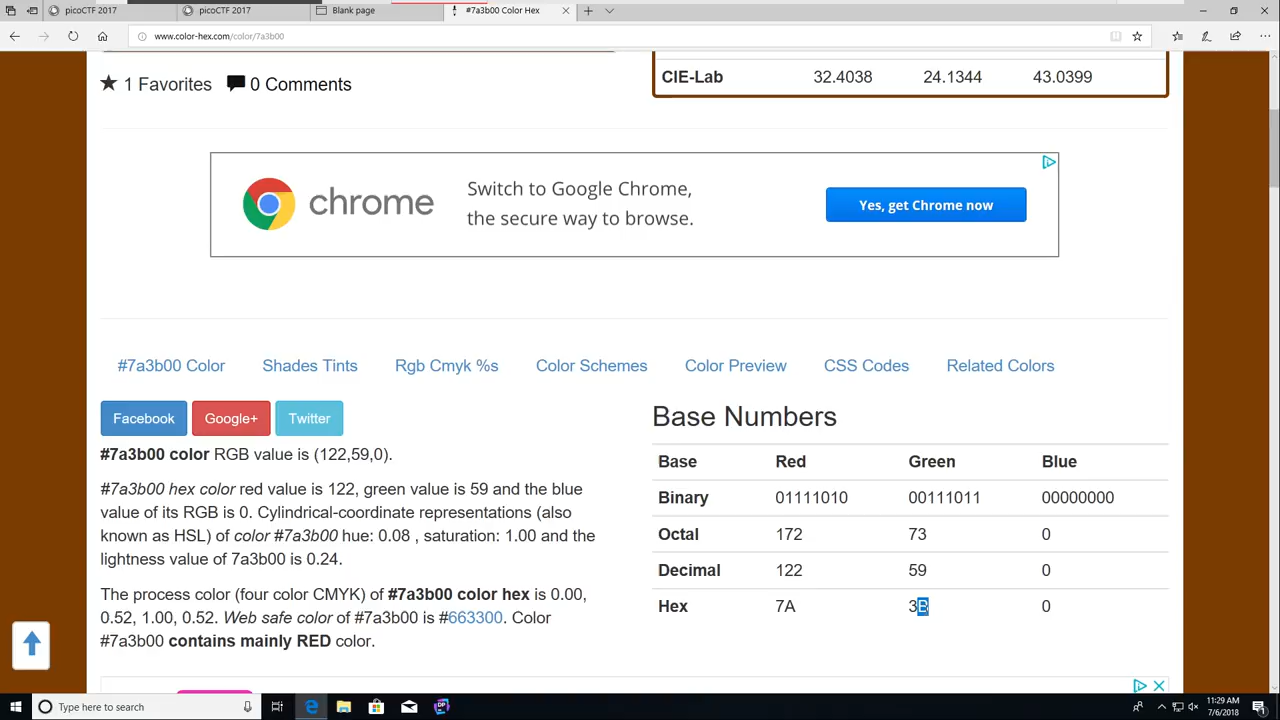 picoCTF 2017
picoCTF 2017
Blank page
#7a3b00 Color Hex
www.color-hex.com/color/7a3b00
1 Favorites
0 Comments
CIE-Lab 32.4038 24.1344 43.0399
chrome
Switch to Google Chrome,
the secure way to browse.
Yes, get Chrome now
#7a3b00 Color
Shades Tints
Rgb Cmyk %s
Color Schemes
Color Preview
CSS Codes
Related Colors
Facebook
Google+
Twitter
#7a3b00 color RGB value is (122,59,0).
#7a3b00 hex color red value is 122, green value is 59 and the blue
value of its RGB is 0. Cylindrical-coordinate representations (also
known as HSL) of color #7a3b00 hue: 0.08 , saturation: 1.00 and the
lightness value of 7a3b00 is 0.24.
The process color (four color CMYK) of #7a3b00 color hex is 0.00,
0.52, 1.00, 0.52. Web safe color of #7a3b00 is #663300. Color
#7a3b00 contains mainly RED color.
Base Numbers
Base Red Green Blue
Binary 01111010 00111011 00000000
Octal 172 73 0
Decimal 122 59 0
Hex 7A 3B 0
Type here to search
DP
11:29 AM
7/6/2018
1